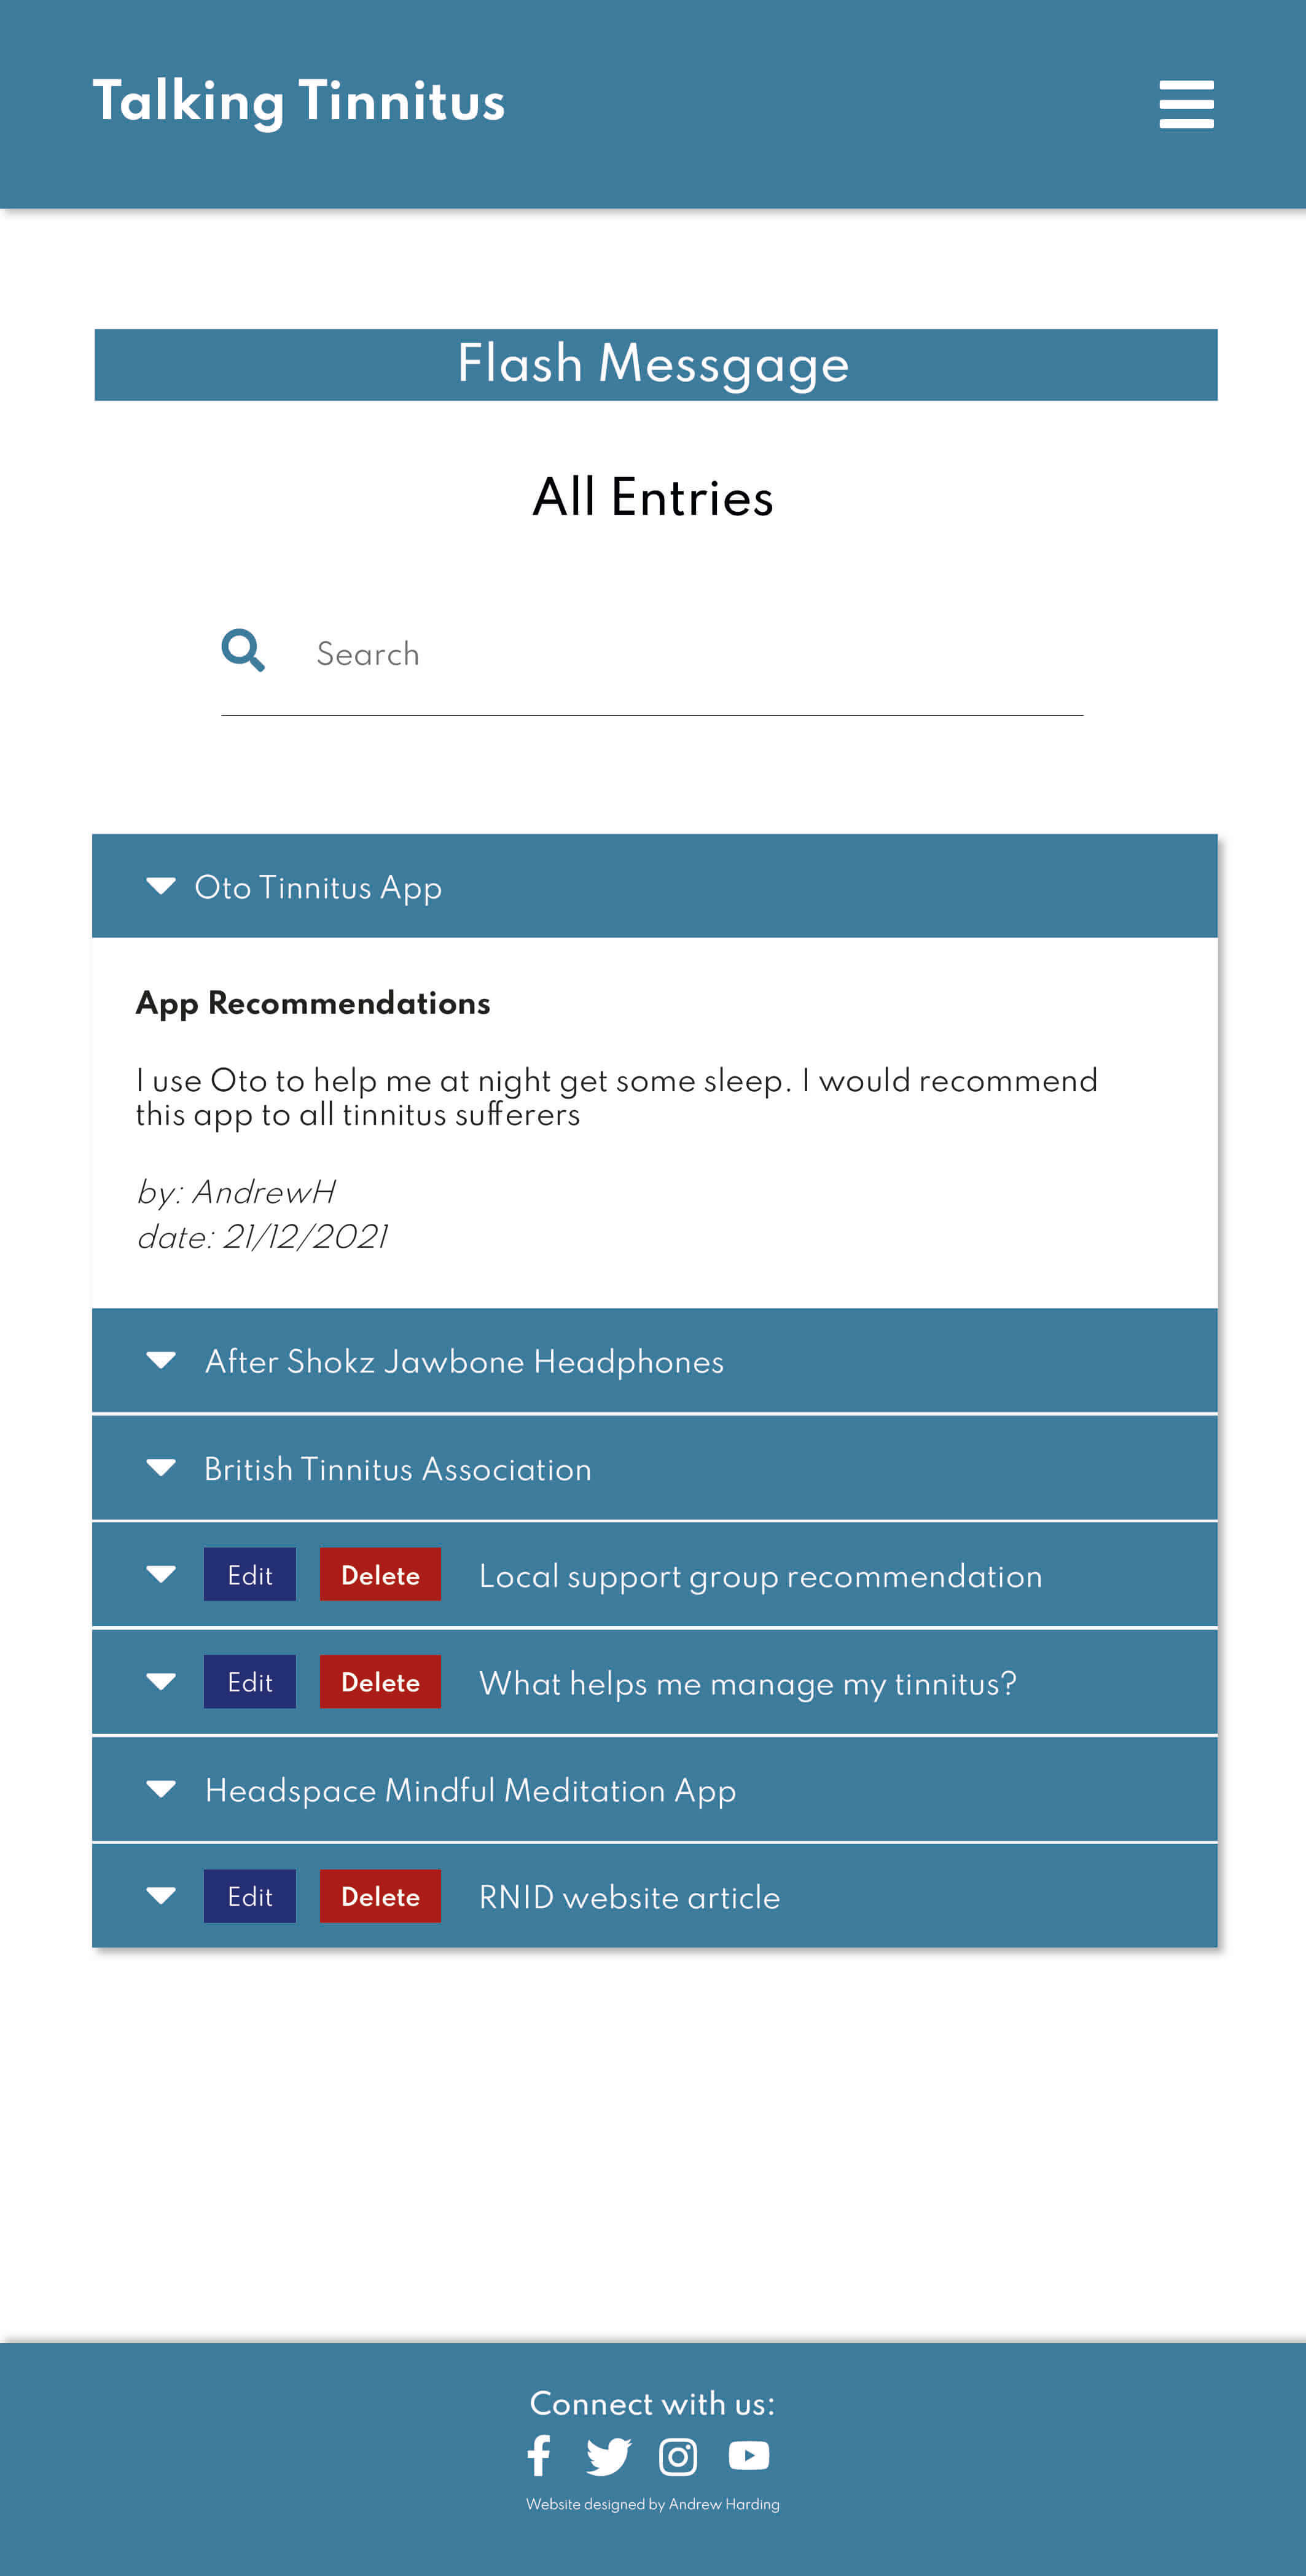 Talking Tinnitus
Flash Messgage
All Entries
Search
Oto Tinnitus App
App Recommendations
I use Oto to help me at night get some sleep. I would recommend
this app to all tinnitus sufferers
by: AndrewH
date: 21/12/2021
After Shokz Jawbone Headphones
British Tinnitus Association
Edit Delete Local support group recommendation
Edit Delete What helps me manage my tinnitus?
Headspace Mindful Meditation App
Edit Delete RNID website article
Connect with us:
Website designed by Andrew Harding